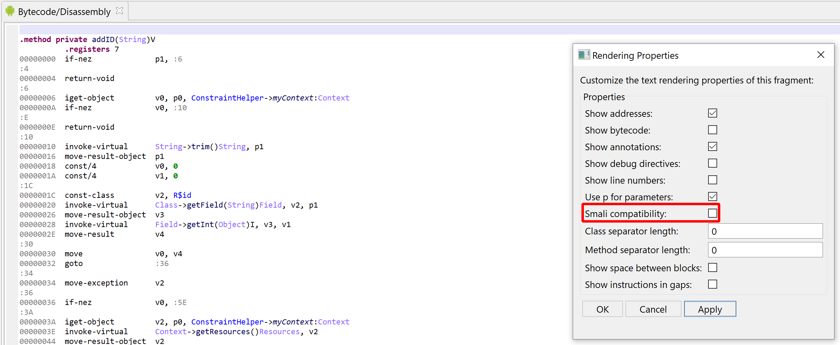 Bytecode/Disassembly
.method private addID(String)V
.registers 7
00000000 if-nez p1, :6
:4
00000004 return-void
:6
00000006 iget-object v0, p0, ConstraintHelper->myContext:Context
0000000A if-nez v0, :10
:E
0000000E return-void
:10
00000010 invoke-virtual String->trim()String, p1
00000016 move-result-object p1
00000018 const/4 v0, 0
0000001A const/4 v1, 0
:1C
0000001C const-class v2, R$id
00000020 invoke-virtual Class->getField(String)Field, v2, p1
00000026 move-result-object v3
00000028 invoke-virtual Field->getInt(Object)I, v3, v1
0000002E move-result v4
:30
00000030 move v0, v4
00000032 goto :36
:34
00000034 move-exception v2
:36
00000036 if-nez v0, :5E
:3A
0000003A iget-object v2, p0, ConstraintHelper->myContext:Context
0000003E invoke-virtual Context->getResources()Resources, v2
00000044 move-result-object v2
Rendering Properties
Customize the text rendering properties of this fragment:
Properties
Show addresses:
Show bytecode:
Show annotations:
Show debug directives:
Show line numbers:
Use p for parameters:
Smali compatibility:
Class separator length: 0
Method separator length: 0
Show space between blocks:
Show instructions in gaps:
OK Cancel Apply